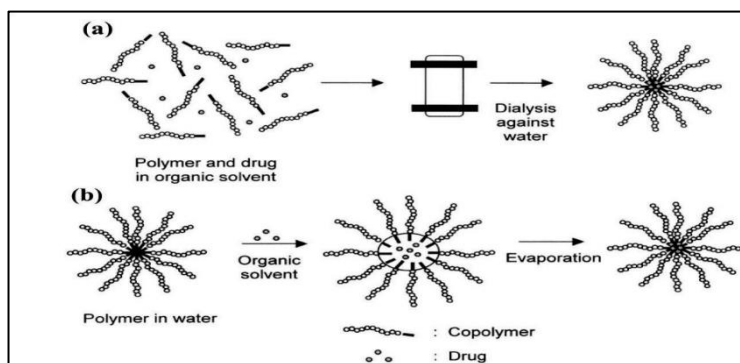 (a)
Dialysis
against
water
Polymer and drug
in organic solvent
(b)
Organic
solvent
Evaporation
Polymer in water
: Copolymer
: Drug